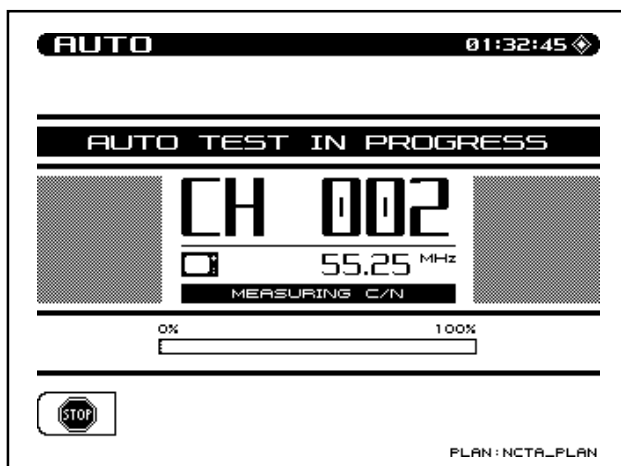 AUTO 01:32:45
AUTO TEST IN PROGRESS
CH 002
55.25 MHz
MEASURING C/N
0% 100%
STOP
PLAN:NCTA_PLAN